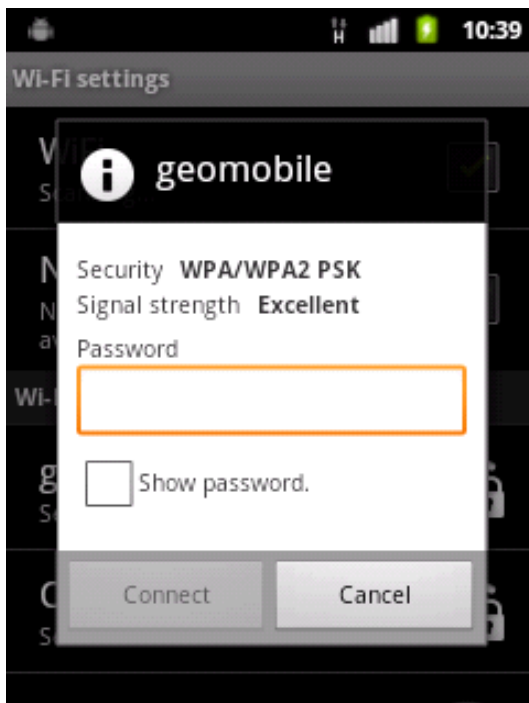 H 10:39
Wi-Fi settings
geomobile
Security WPA/WPA2 PSK
Signal strength Excellent
Password
Show password.
Connect Cancel